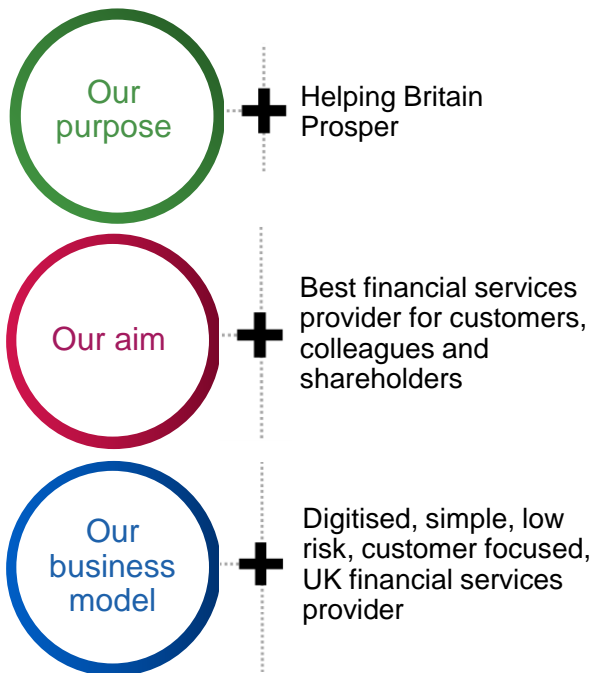 Our
purpose
Helping Britain
Prosper
Our aim
Best financial services
provider for customers,
colleagues and
shareholders
Our
business
model
Digitised, simple, low
risk, customer focused,
UK financial services
provider